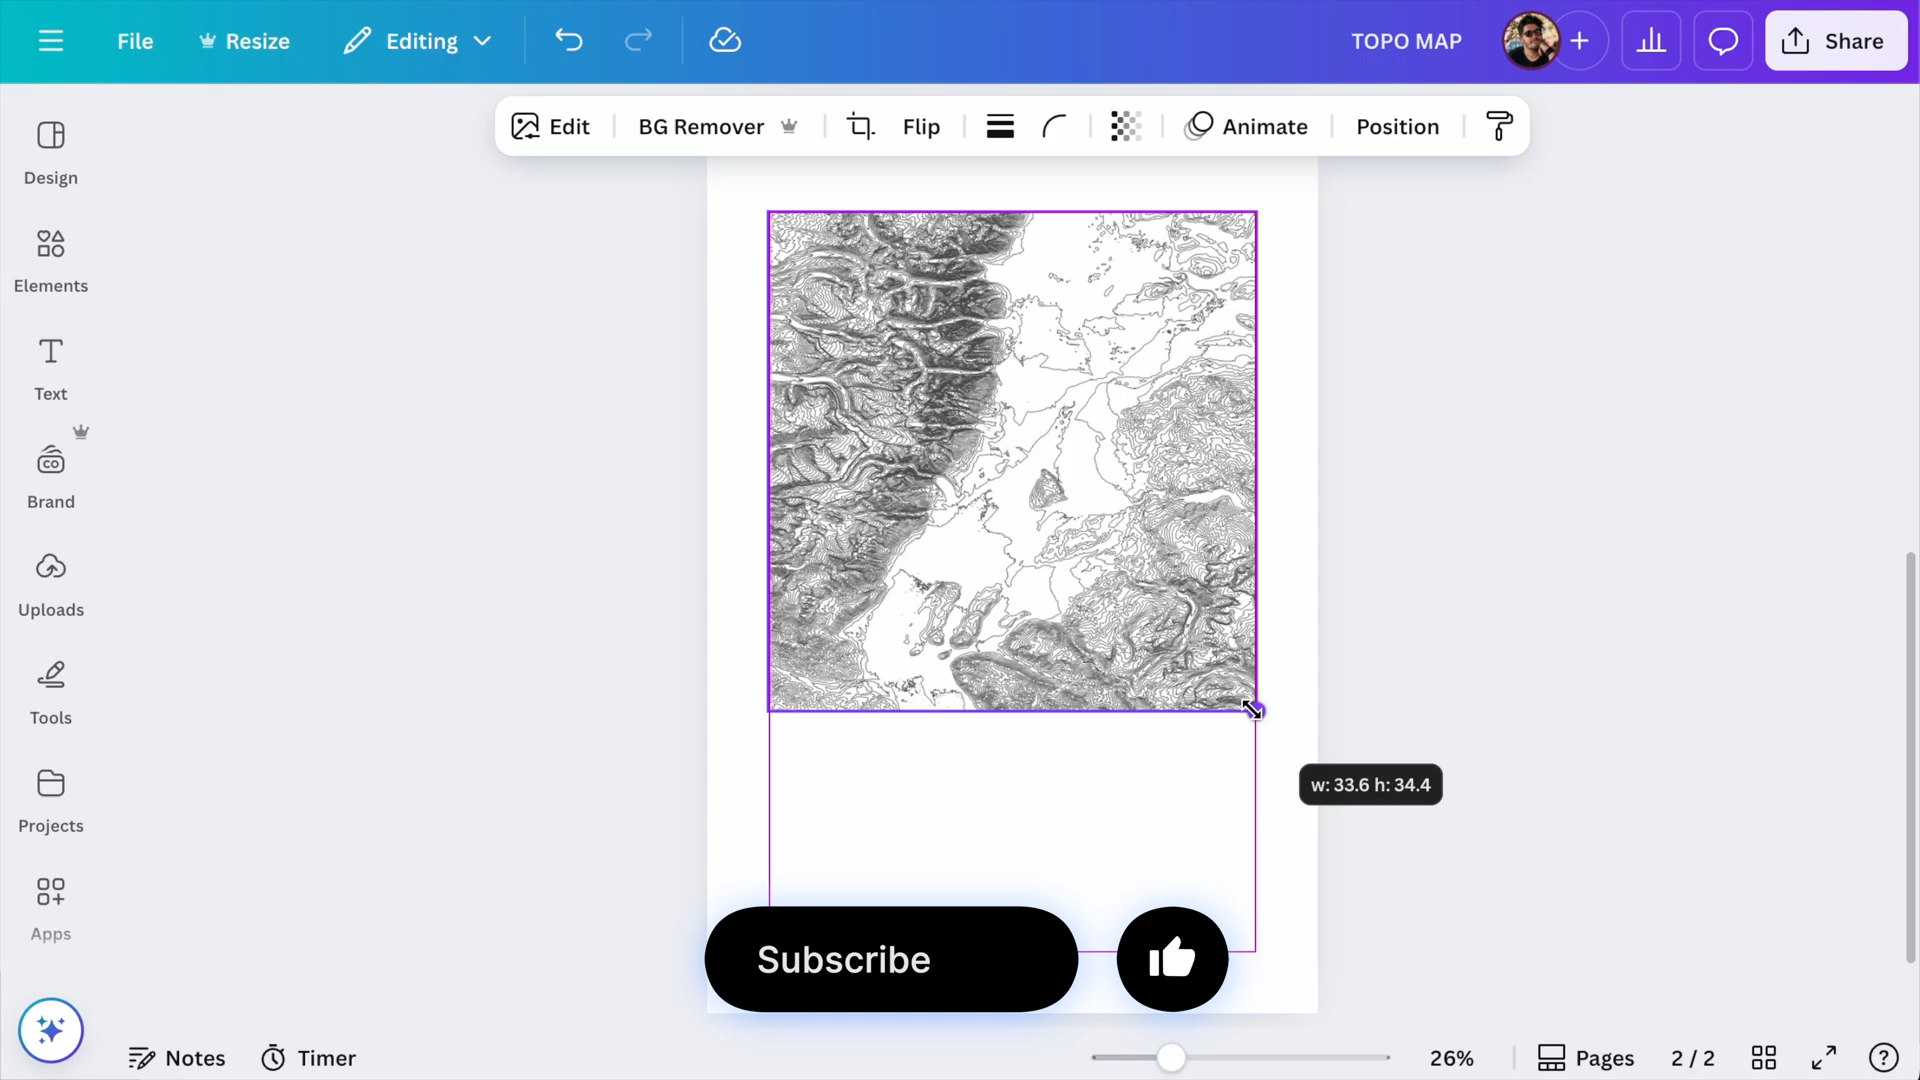 File
Resize
Editing
TOPO MAP
Share
Edit
BG Remover
Flip
Animate
Position
Design
Elements
Text
CO
Brand
Uploads
Tools
Projects
Apps
w: 33.6 h: 34.4
Subscribe
Notes
Timer
26%
Pages
2 / 2
?